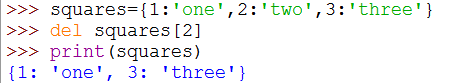 >>> squares={1:'one',2:'two',3:'three'}
>>> del squares[2]
>>> print(squares)
{1: 'one', 3: 'three'}